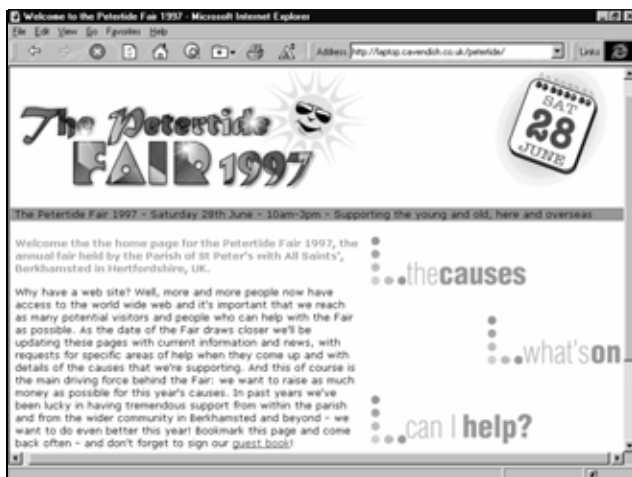 Welcome to the Petertide Fair 1997 - Microsoft Internet Explorer
File Edit View Go Favorites Help
Address http://laptop.cavendish.co.uk/petertide/ Links
The Petertide
FAIR 1997
SAT
28
JUNE
The Petertide Fair 1997 - Saturday 28th June - 10am-3pm - Supporting the young and old, here and overseas
Welcome the the home page for the Petertide Fair 1997, the
annual fair held by the Parish of St Peter's with All Saints',
Berkhamsted in Hertfordshire, UK.
Why have a web site? Well, more and more people now have
access to the world wide web and it's important that we reach
as many potential visitors and people who can help with the Fair
as possible. As the date of the Fair draws closer we'll be
updating these pages with current information and news, with
requests for specific areas of help when they come up and with
details of the causes that we're supporting. And this of course is
the main driving force behind the Fair: we want to raise as much
money as possible for this year's causes. In past years we've
been lucky in having tremendous support from within the parish
and from the wider community in Berkhamsted and beyond - we
want to do even better this year! Bookmark this page and come
back often - and don't forget to sign our guest book!
thecauses
what'son
can I help?